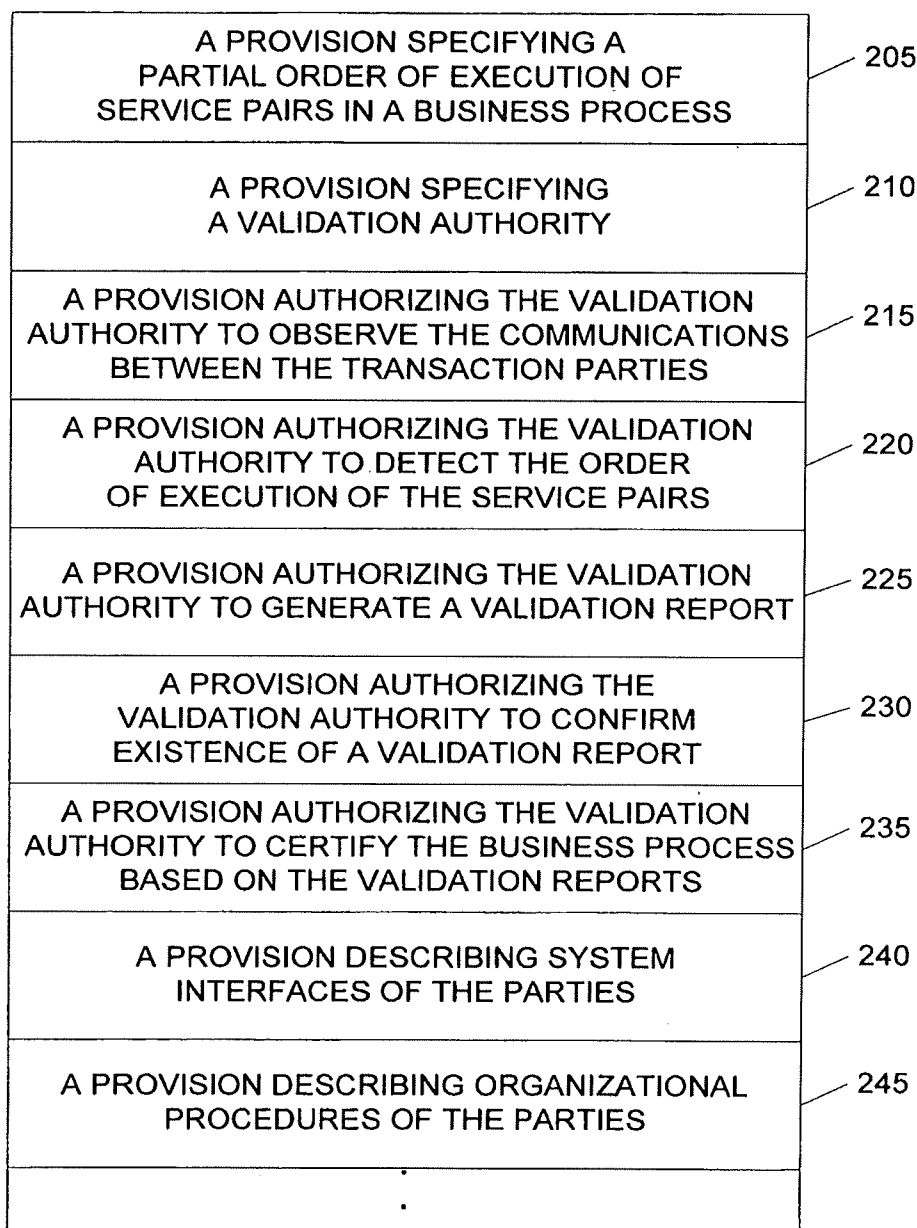 A PROVISION SPECIFYING A
PARTIAL ORDER OF EXECUTION OF
SERVICE PAIRS IN A BUSINESS PROCESS
205
A PROVISION SPECIFYING
A VALIDATION AUTHORITY
210
A PROVISION AUTHORIZING THE VALIDATION
AUTHORITY TO OBSERVE THE COMMUNICATIONS
BETWEEN THE TRANSACTION PARTIES
215
A PROVISION AUTHORIZING THE VALIDATION
AUTHORITY TO DETECT THE ORDER
OF EXECUTION OF THE SERVICE PAIRS
220
A PROVISION AUTHORIZING THE VALIDATION
AUTHORITY TO GENERATE A VALIDATION REPORT
225
A PROVISION AUTHORIZING THE
VALIDATION AUTHORITY TO CONFIRM
EXISTENCE OF A VALIDATION REPORT
230
A PROVISION AUTHORIZING THE VALIDATION
AUTHORITY TO CERTIFY THE BUSINESS PROCESS
BASED ON THE VALIDATION REPORTS
235
A PROVISION DESCRIBING SYSTEM
INTERFACES OF THE PARTIES
240
A PROVISION DESCRIBING ORGANIZATIONAL
PROCEDURES OF THE PARTIES
245